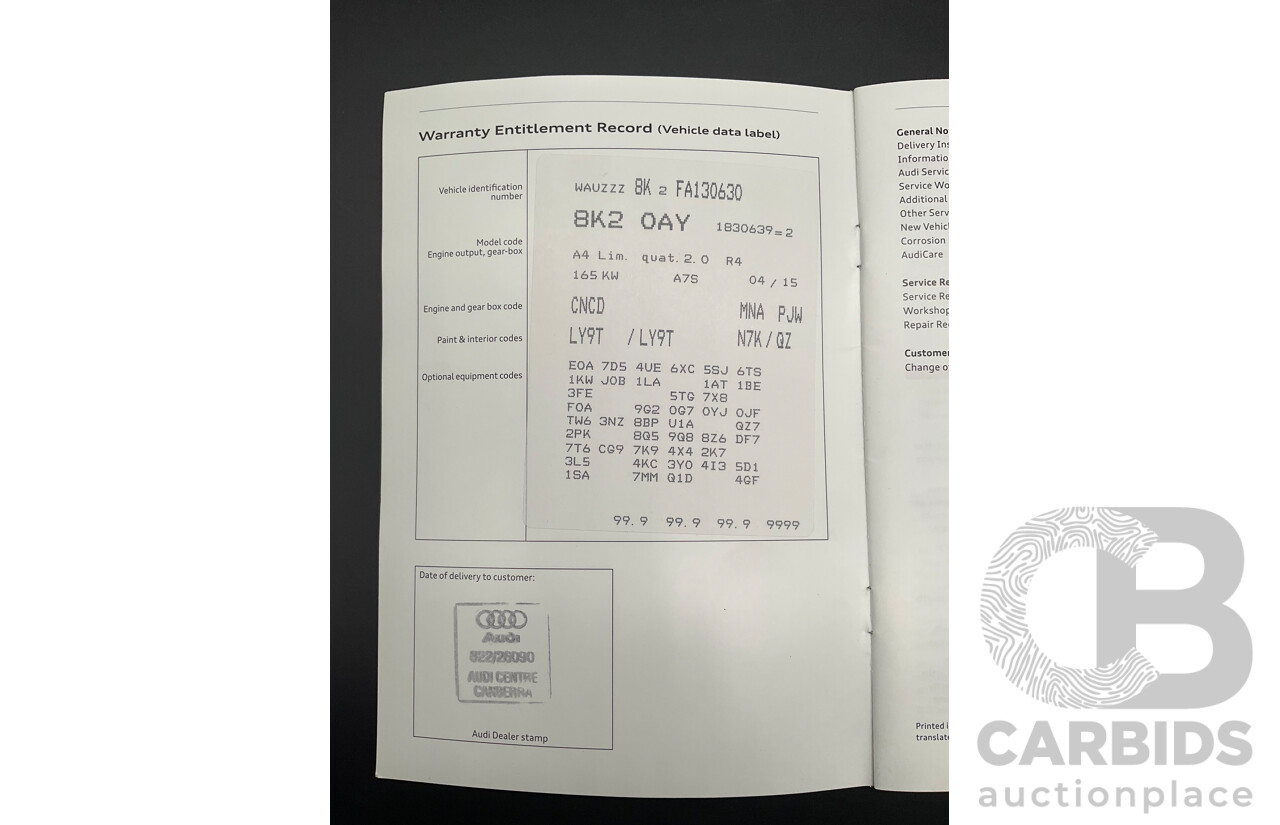 Warranty Entitlement Record (Vehicle data label)
Vehicle identification
number
WAUZZZ 8K 2 FA130630
8K2 0AY 1830639=2
Model code
Engine output, gear-box
A4 Lim. quat. 2.0 R4
165 KW A7S 04 / 15
Engine and gear box code
CNCD MNA PJW
Paint & interior codes
LY9T / LY9T N7K / QZ
Optional equipment codes
E0A 7D5 4UE 6XC 5SJ 6TS
1KW J0B 1LA 1AT 1BE
3FE 5TG 7X8
F0A 9G2 0G7 0YJ 0JF
TW6 3NZ 8BP U1A QZ7
2PK 8Q5 9Q8 8Z6 DF7
7T6 CG9 7K9 4X4 2K7
3L5 4KC 3Y0 4I3 5D1
1SA 7MM Q1D 4GF
99. 9 99. 9 99. 9 9999
Date of delivery to customer:
Audi
822/26090
AUDI CENTRE
CANBERRA
Audi Dealer stamp
General No
Delivery Ins
Informatio
Audi Servic
Service Wo
Additional
Other Serv
New Vehicl
Corrosion
AudiCare
Service Re
Service Re
Workshop
Repair Re
Custome
Change o
Printed i
translate
CB
CARBIDS
auctionplace